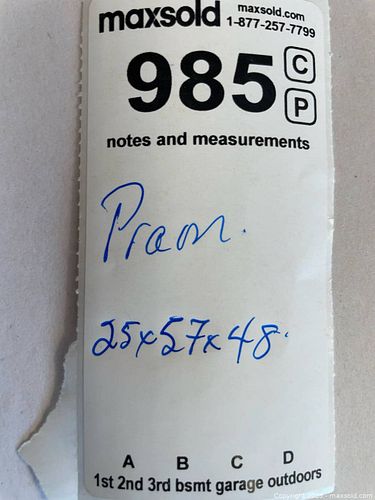 maxsold maxsold.com
1-877-257-7799
985 C
P
notes and measurements
Pram.
25x57x48.
A B C D
1st 2nd 3rd bsmt garage outdoors